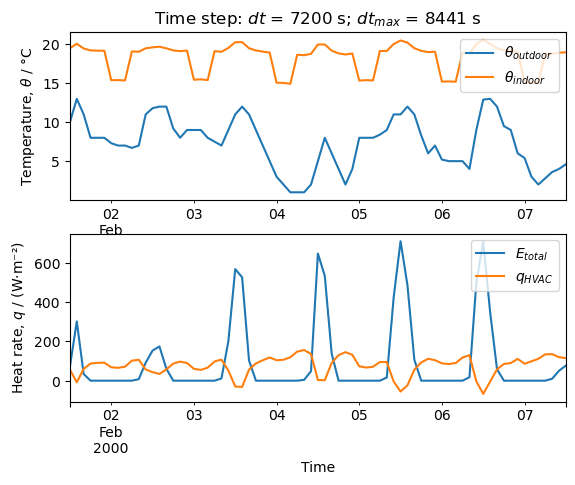 Time step: dt = 7200 s; dt_max = 8441 s
Temperature, θ / °C
20
15
10
5
θ_outdoor
θ_indoor
02 03 04 05 06 07
Feb
Heat rate, q / (W·m⁻²)
600
400
200
0
E_total
q_HVAC
02 03 04 05 06 07
Feb
2000
Time